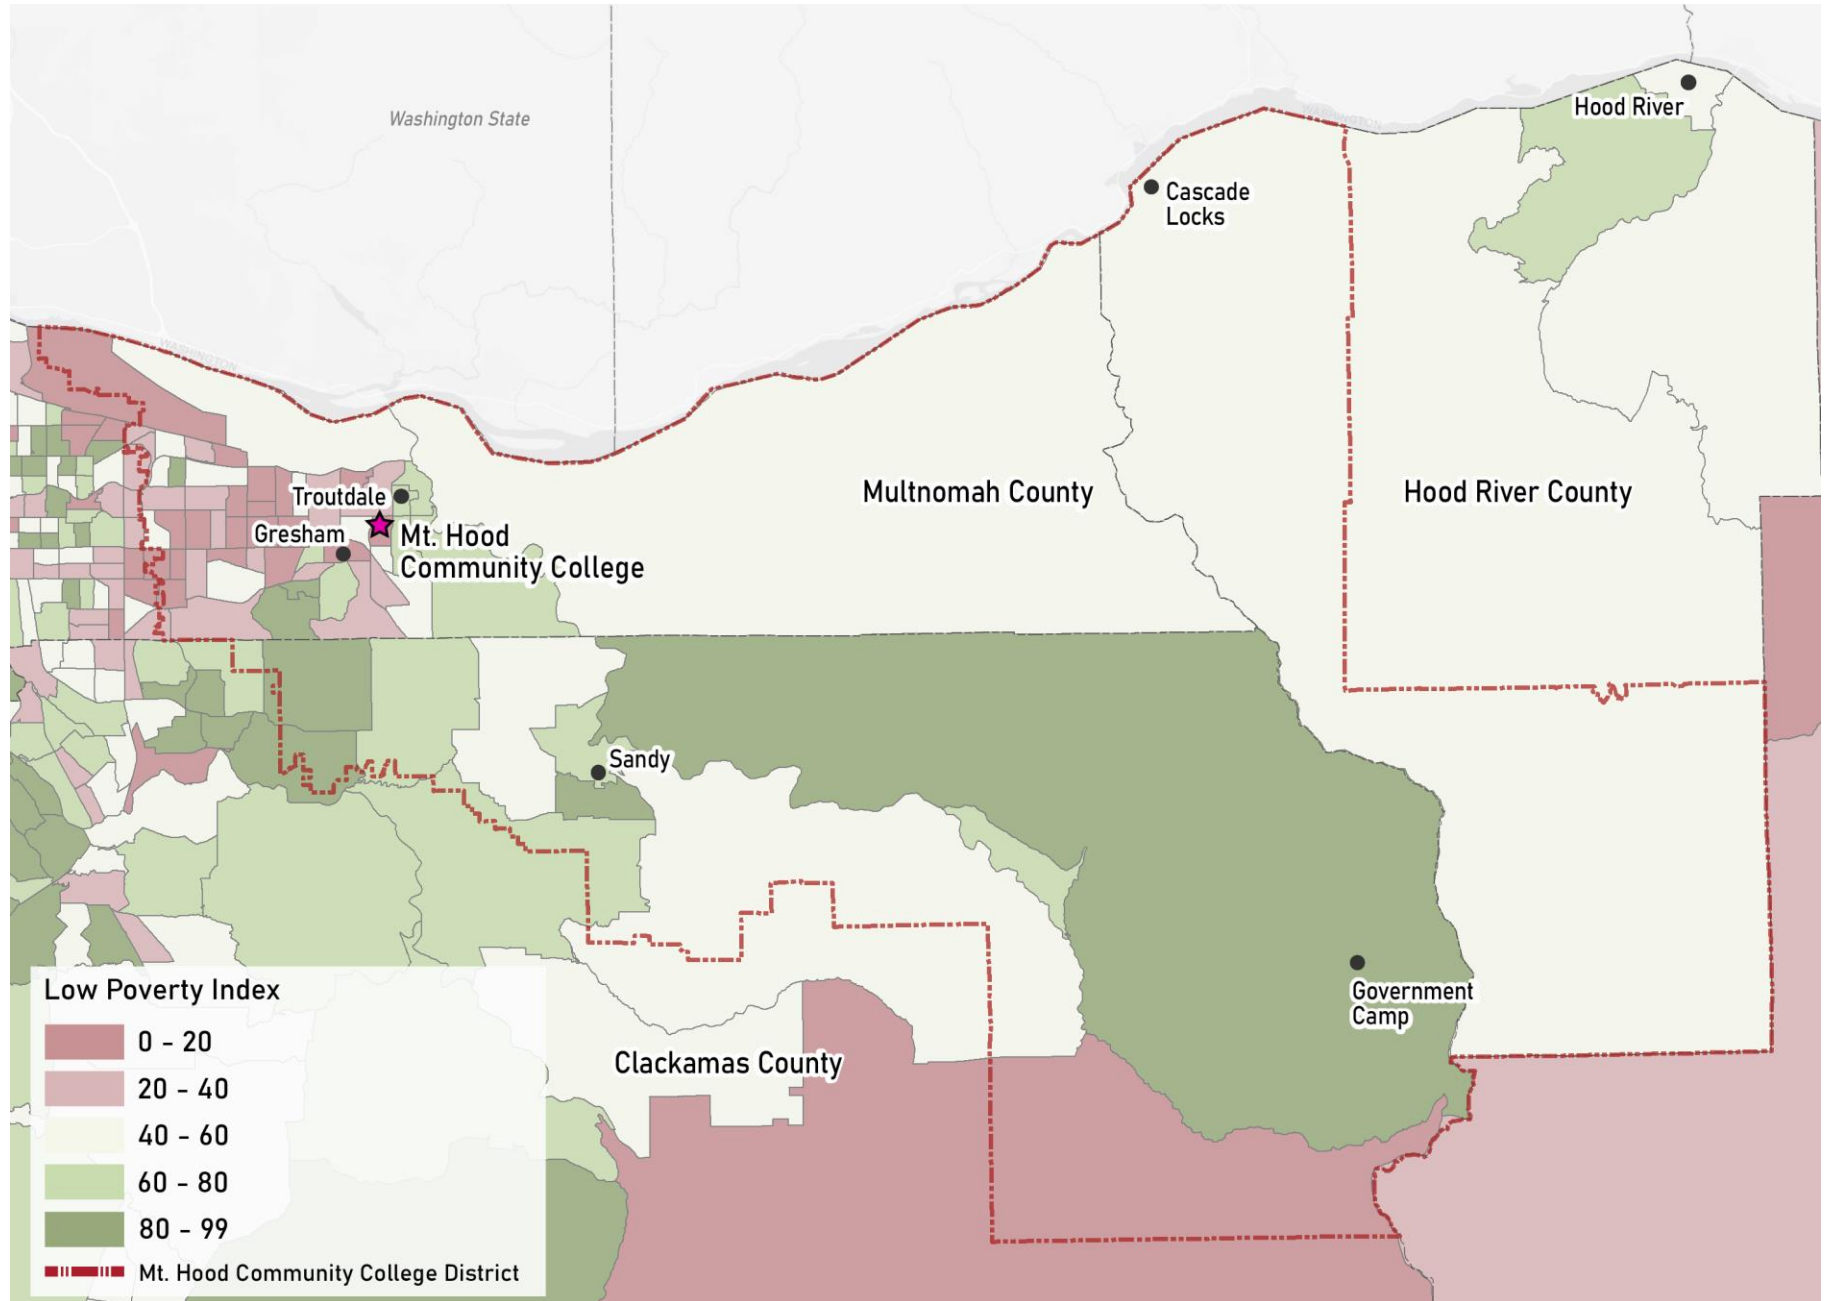 Washington State
WASHINGTON
Hood River
Cascade
Locks
WASHINGTON
Multnomah County
Hood River County
Troutdale
Gresham
Mt. Hood
Community College
Sandy
Government
Camp
Clackamas County
Low Poverty Index
0 - 20
20 - 40
40 - 60
60 - 80
80 - 99
Mt. Hood Community College District